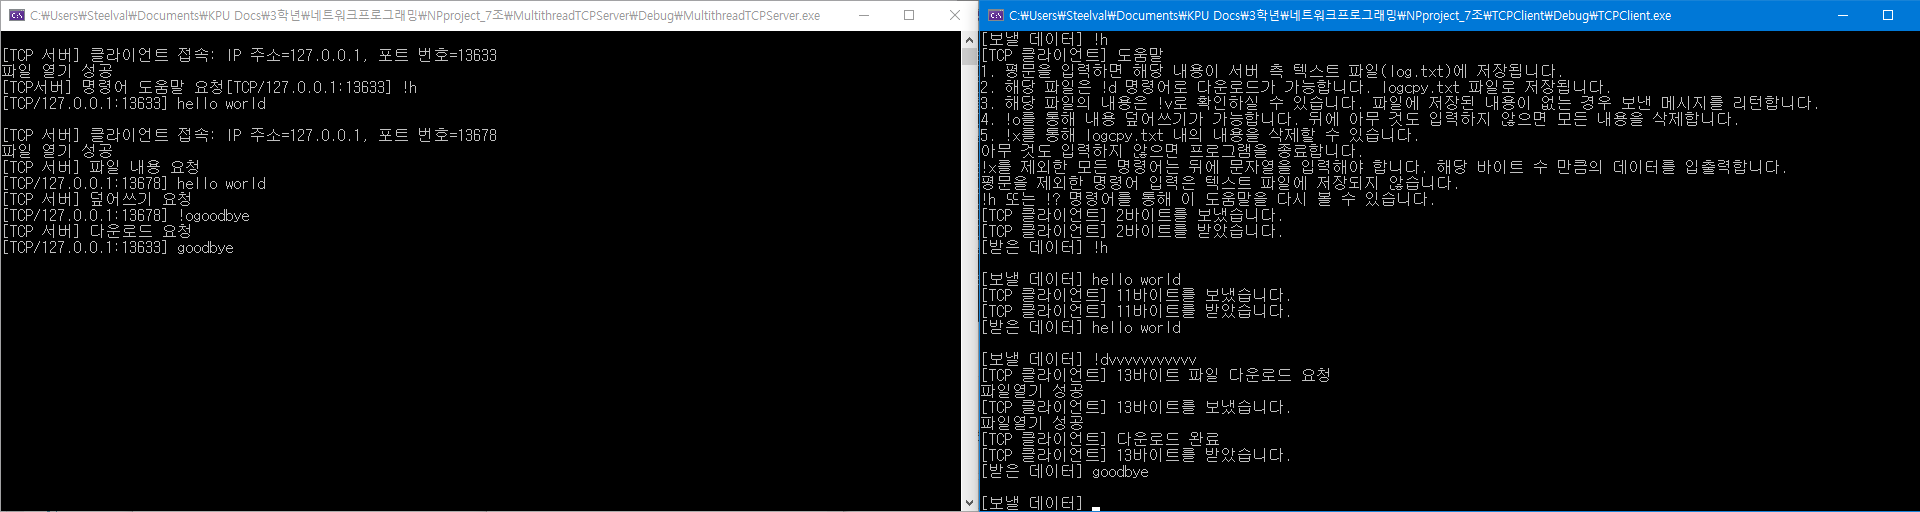 C:₩Users₩Steelval₩Documents₩KPU Docs₩3학년₩네트워크프로그래밍₩NPproject_7조₩MultithreadTCPServer₩Debug₩MultithreadTCPServer.exe
[TCP 서버] 클라이언트 접속: IP 주소=127.0.0.1, 포트 번호=13633
파일 열기 성공
[TCP서버] 명령어 도움말 요청[TCP/127.0.0.1:13633] !h
[TCP/127.0.0.1:13633] hello world
[TCP 서버] 클라이언트 접속: IP 주소=127.0.0.1, 포트 번호=13678
파일 열기 성공
[TCP 서버] 파일 내용 요청
[TCP/127.0.0.1:13678] hello world
[TCP 서버] 덮어쓰기 요청
[TCP/127.0.0.1:13678] !ogoodbye
[TCP 서버] 다운로드 요청
[TCP/127.0.0.1:13633] goodbye
C:₩Users₩Steelval₩Documents₩KPU Docs₩3학년₩네트워크프로그래밍₩NPproject_7조₩TCPClient₩Debug₩TCPClient.exe
[보낼 데이터] !h
[TCP 클라이언트] 도움말
1. 평문을 입력하면 해당 내용이 서버 측 텍스트 파일(log.txt)에 저장됩니다.
2. 해당 파일은 !d 명령어로 다운로드가 가능합니다. logcpy.txt 파일로 저장됩니다.
3. 해당 파일의 내용은 !v로 확인하실 수 있습니다. 파일에 저장된 내용이 없는 경우 보낸 메시지를 리턴합니다.
4. !o를 통해 내용 덮어쓰기가 가능합니다. 뒤에 아무 것도 입력하지 않으면 모든 내용을 삭제합니다.
5. !x를 통해 logcpy.txt 내의 내용을 삭제할 수 있습니다.
아무 것도 입력하지 않으면 프로그램을 종료합니다.
!x를 제외한 모든 명령어는 뒤에 문자열을 입력해야 합니다. 해당 바이트 수 만큼의 데이터를 입출력합니다.
평문을 제외한 명령어 입력은 텍스트 파일에 저장되지 않습니다.
!h 또는 !? 명령어를 통해 이 도움말을 다시 볼 수 있습니다.
[TCP 클라이언트] 2바이트를 보냈습니다.
[TCP 클라이언트] 2바이트를 받았습니다.
[받은 데이터] !h
[보낼 데이터] hello world
[TCP 클라이언트] 11바이트를 보냈습니다.
[TCP 클라이언트] 11바이트를 받았습니다.
[받은 데이터] hello world
[보낼 데이터] !dvvvvvvvvvvv
[TCP 클라이언트] 13바이트 파일 다운로드 요청
파일열기 성공
[TCP 클라이언트] 13바이트를 보냈습니다.
파일열기 성공
[TCP 클라이언트] 다운로드 완료
[TCP 클라이언트] 13바이트를 받았습니다.
[받은 데이터] goodbye
[보낼 데이터]